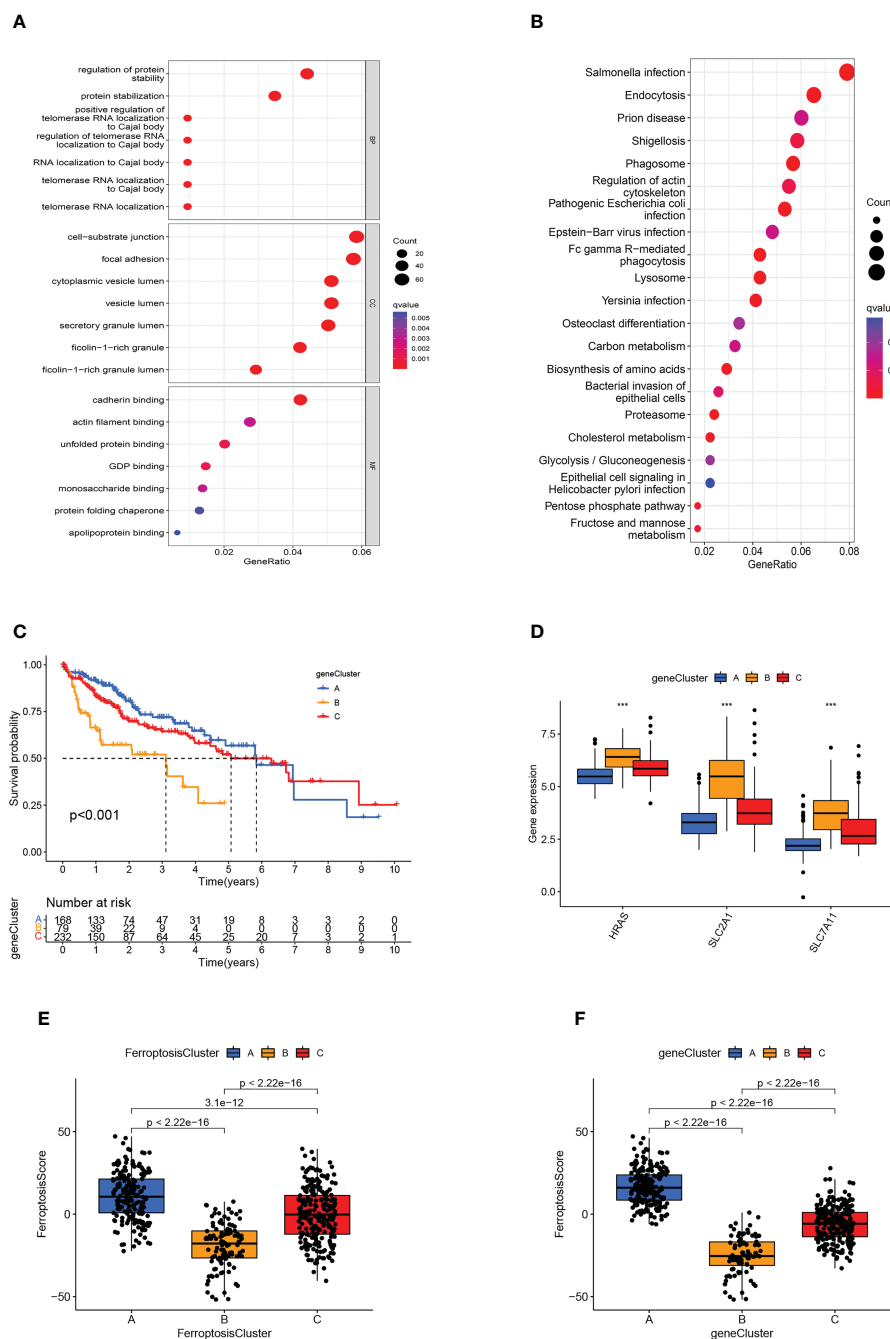 A
regulation of protein
stability
protein stabilization
positive regulation of
telomerase RNA localization
to Cajal body
regulation of telomerase RNA
localization to Cajal body
RNA localization to Cajal body
telomerase RNA localization
to Cajal body
telomerase RNA localization
BP
cell−substrate junction
focal adhesion
cytoplasmic vesicle lumen
vesicle lumen
secretory granule lumen
ficolin−1−rich granule
ficolin−1−rich granule lumen
CC
cadherin binding
actin filament binding
unfolded protein binding
GDP binding
monosaccharide binding
protein folding chaperone
apolipoprotein binding
MF
0.02 0.04 0.06
GeneRatio
Count
20
40
60
qvalue
0.005
0.004
0.003
0.002
0.001
B
Salmonella infection
Endocytosis
Prion disease
Shigellosis
Phagosome
Regulation of actin
cytoskeleton
Pathogenic Escherichia coli
infection
Epstein−Barr virus infection
Fc gamma R−mediated
phagocytosis
Lysosome
Yersinia infection
Osteoclast differentiation
Carbon metabolism
Biosynthesis of amino acids
Bacterial invasion of
epithelial cells
Proteasome
Cholesterol metabolism
Glycolysis / Gluconeogenesis
Epithelial cell signaling in
Helicobacter pylori infection
Pentose phosphate pathway
Fructose and mannose
metabolism
0.02 0.04 0.06 0.08
GeneRatio
Coun
qvalu
0.
0.
C
geneCluster
A
B
C
Survival probability
1.00
0.75
0.50
0.25
0.00
p<0.001
0 1 2 3 4 5 6 7 8 9 10
Time(years)
Number at risk
geneCluster
A 168 133 74 47 31 19 8 3 3 2 0
B 79 39 22 9 4 0 0 0 0 0 0
C 232 150 87 64 45 25 20 7 3 2 1
0 1 2 3 4 5 6 7 8 9 10
Time(years)
D
geneCluster A B C
*** *** ***
Gene expression
7.5
5.0
2.5
0.0
HRAS
SLC2A1
SLC7A11
E
FerroptosisCluster A B C
p < 2.22e−16
3.1e−12
p < 2.22e−16
FerroptosisScore
50
0
−50
A B C
FerroptosisCluster
F
geneCluster A B C
p < 2.22e−16
p < 2.22e−16
p < 2.22e−16
FerroptosisScore
50
0
−50
A B C
geneCluster